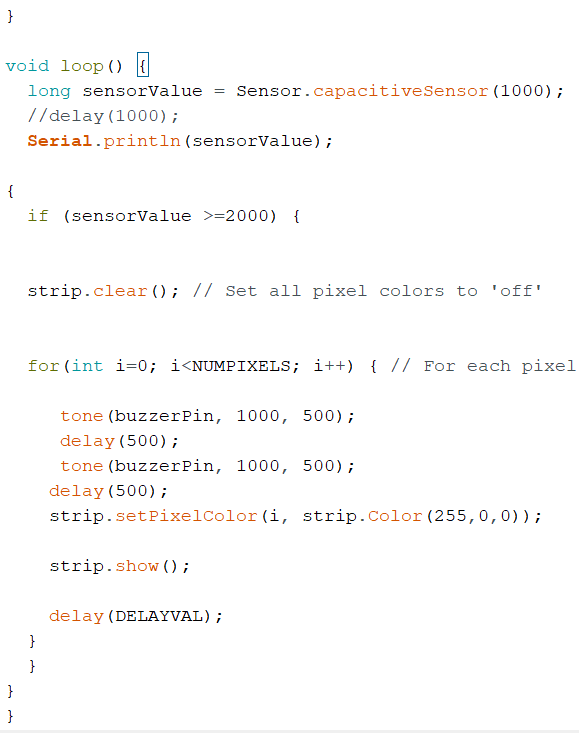 }
void loop() {
long sensorValue = Sensor.capacitiveSensor(1000);
//delay(1000);
Serial.println(sensorValue);
{
if (sensorValue >=2000) {
strip.clear(); // Set all pixel colors to 'off'
for(int i=0; i<NUMPIXELS; i++) { // For each pixel
tone(buzzerPin, 1000, 500);
delay(500);
tone(buzzerPin, 1000, 500);
delay(500);
strip.setPixelColor(i, strip.Color(255,0,0));
strip.show();
delay(DELAYVAL);
}
}
}
}